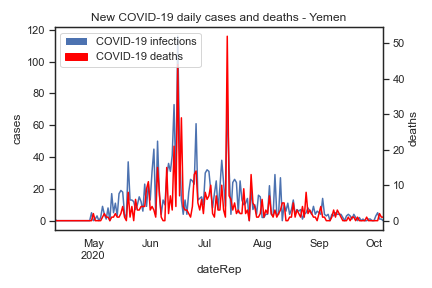 New COVID-19 daily cases and deaths - Yemen
COVID-19 infections
COVID-19 deaths
120
100
80
60
40
20
0
cases
50
40
30
20
10
0
deaths
May
2020
Jun
Jul
Aug
Sep
Oct
dateRep